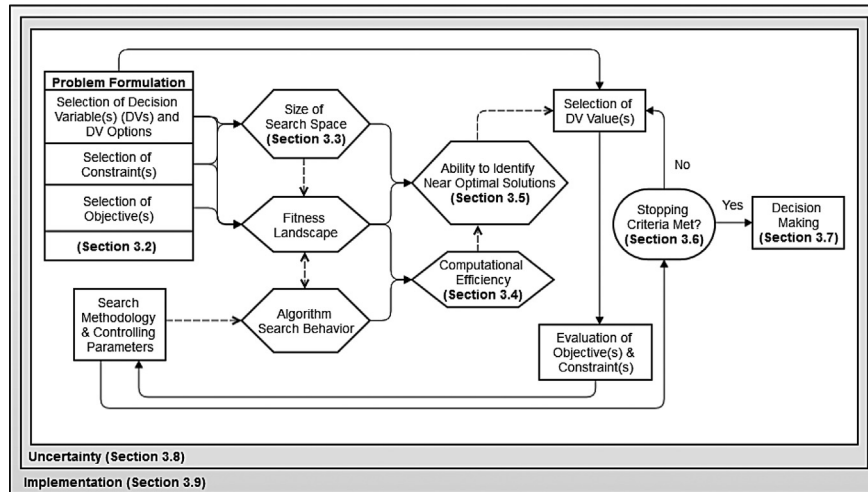 Problem Formulation
Selection of Decision
Variable(s) (DVs) and
DV Options
Selection of
Constraint(s)
Selection of
Objective(s)
(Section 3.2)
Size of
Search Space
(Section 3.3)
Fitness
Landscape
Algorithm
Search Behavior
Search
Methodology
& Controlling
Parameters
Ability to Identify
Near Optimal Solutions
(Section 3.5)
Computational
Efficiency
(Section 3.4)
Selection of
DV Value(s)
Evaluation of
Objective(s) &
Constraint(s)
No
Stopping
Criteria Met?
(Section 3.6)
Yes
Decision
Making
(Section 3.7)
Uncertainty (Section 3.8)
Implementation (Section 3.9)